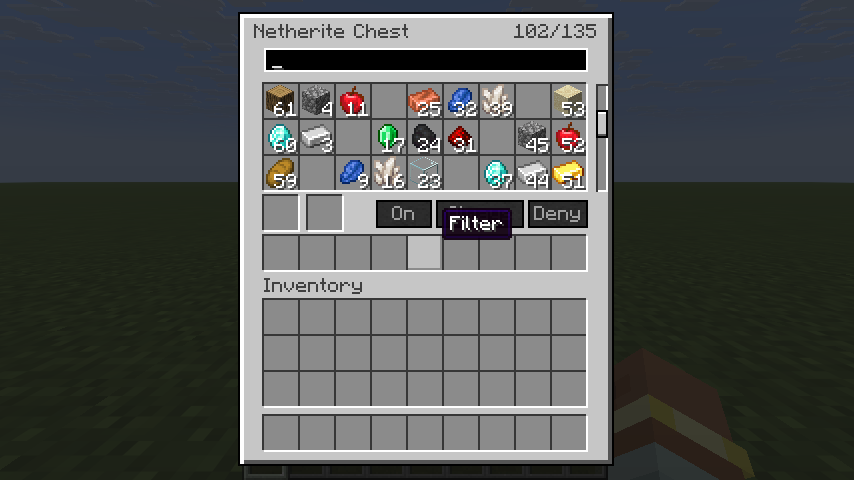 Netherite Chest 102/135
_
61 4 11 25 32 39 53
60 3 17 24 31 45 52
59 9 16 23 37 44 51
On Deny
Filter
Inventory